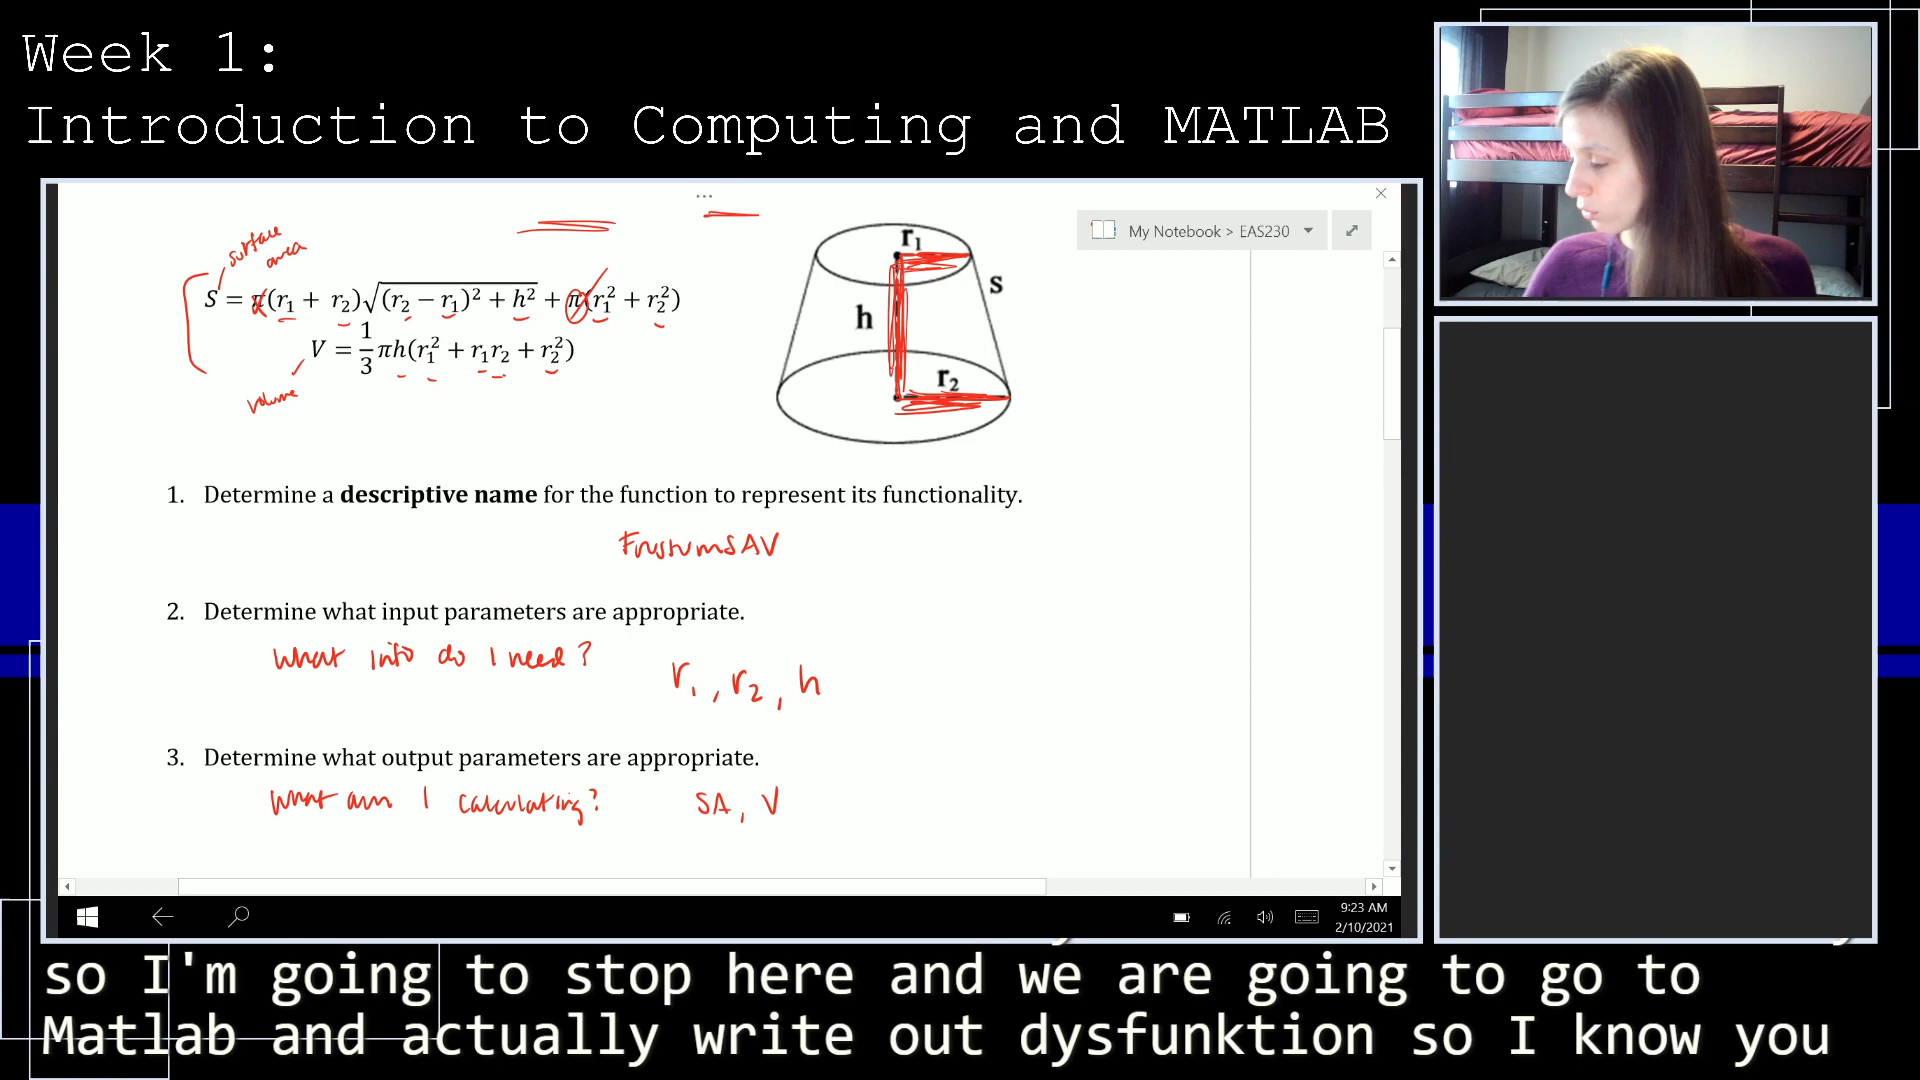 Week 1:
Introduction to Computing and MATLAB
My Notebook > EAS230
surface
area
S = π(r₁ + r₂)√(r₂ − r₁)² + h² + π(r₁² + r₂²)
V = 1/3 πh(r₁² + r₁r₂ + r₂²)
volume
r₁
s
h
r₂
1. Determine a descriptive name for the function to represent its functionality.
FrustumSAV
2. Determine what input parameters are appropriate.
What info do I need?
r₁, r₂, h
3. Determine what output parameters are appropriate.
What am I calculating? SA, V
9:23 AM
2/10/2021
so I'm going to stop here and we are going to go to
Matlab and actually write out dysfunktion so I know you